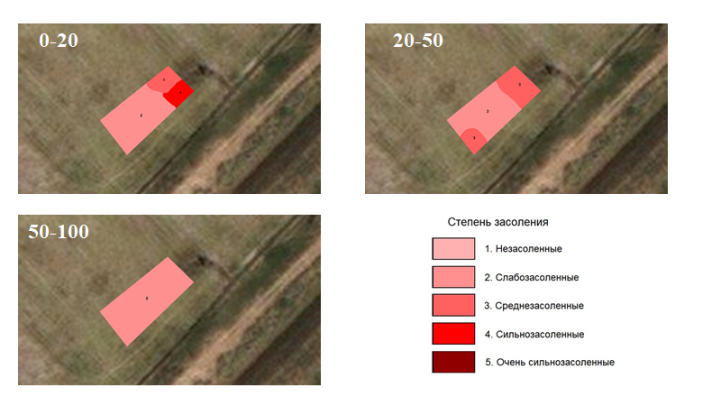 0-20
20-50
50-100
Степень засоления
1. Незасоленные
2. Слабозасоленные
3. Среднезасоленные
4. Сильнозасоленные
5. Очень сильнозасоленные